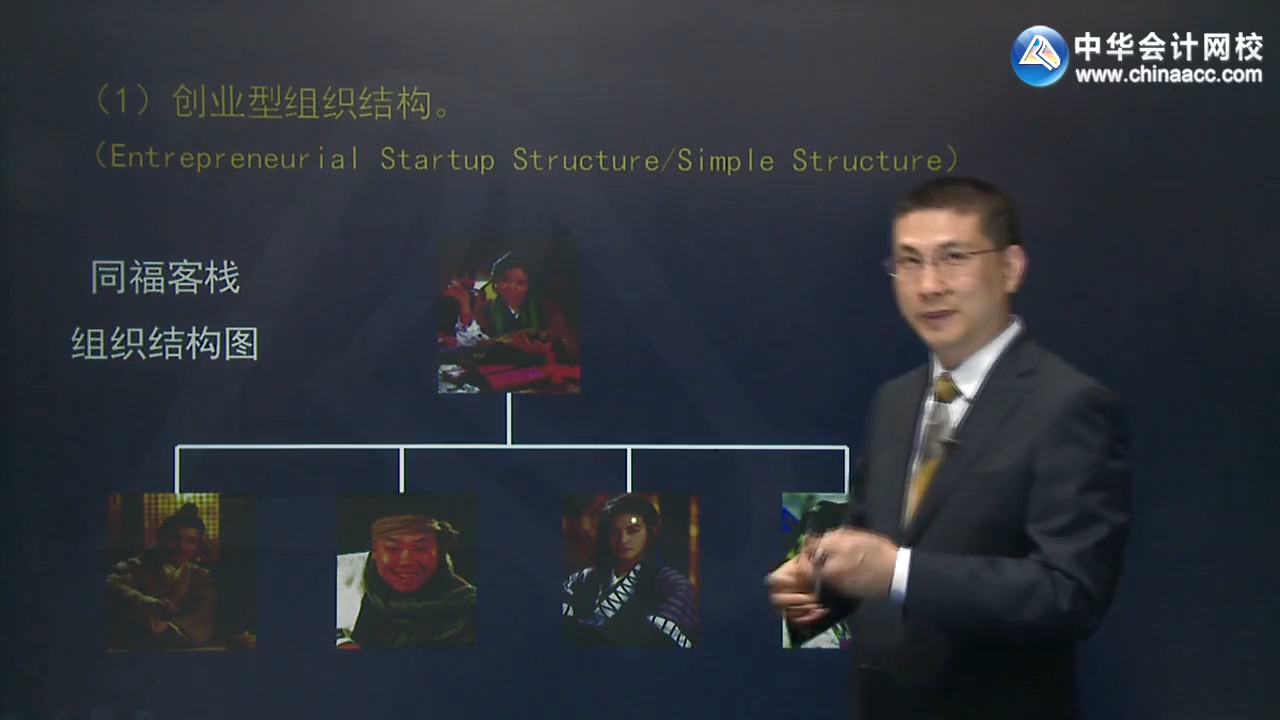 中华会计网校
www.chinaacc.com
（1）创业型组织结构。
（Entrepreneurial Startup Structure/Simple Structure）
同福客栈
组织结构图